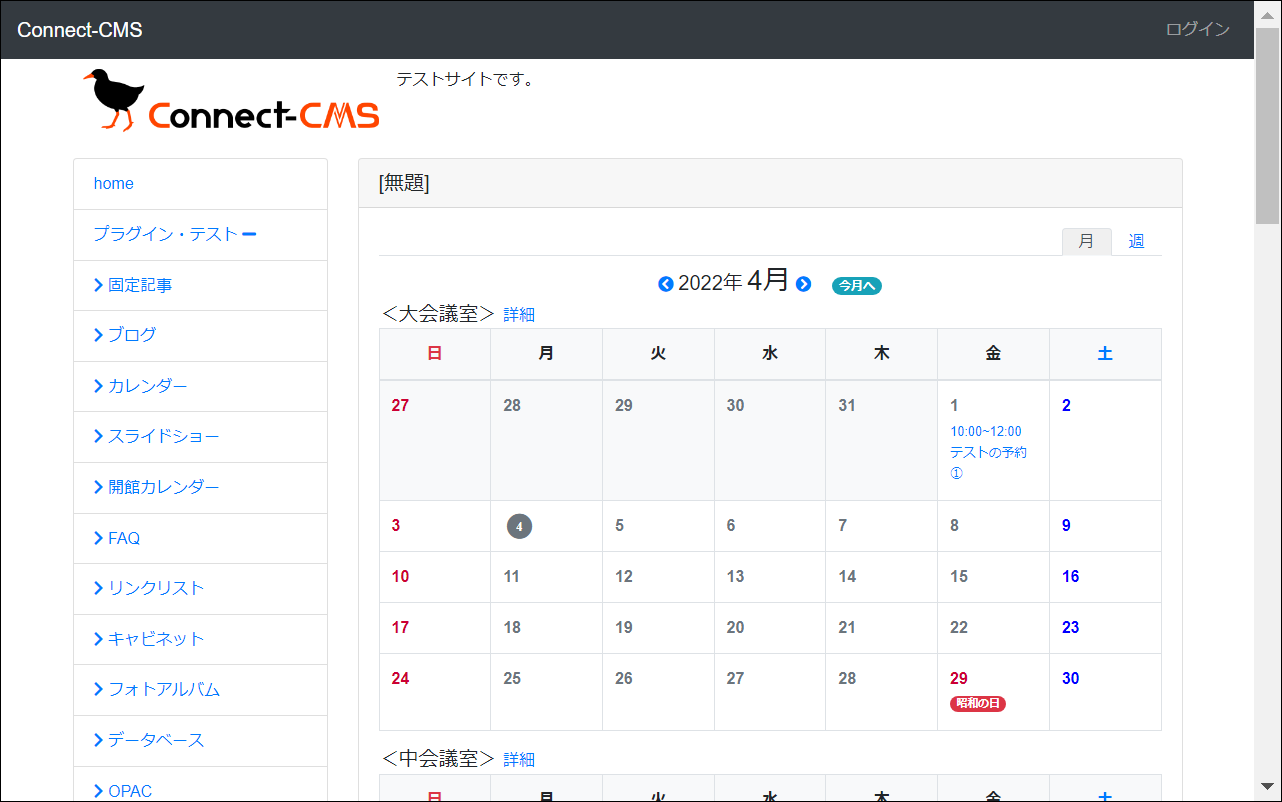 Connect-CMS
ログイン
Connect-CMS
テストサイトです。
home
プラグイン・テスト
固定記事
ブログ
カレンダー
スライドショー
開館カレンダー
FAQ
リンクリスト
キャビネット
フォトアルバム
データベース
OPAC
[無題]
月 週
2022年 4月 今月へ
＜大会議室＞ 詳細
日 月 火 水 木 金 土
27 28 29 30 31 1 2
10:00~12:00
テストの予約
①
3 4 5 6 7 8 9
10 11 12 13 14 15 16
17 18 19 20 21 22 23
24 25 26 27 28 29 30
昭和の日
＜中会議室＞ 詳細
日 月 火 水 木 金 土